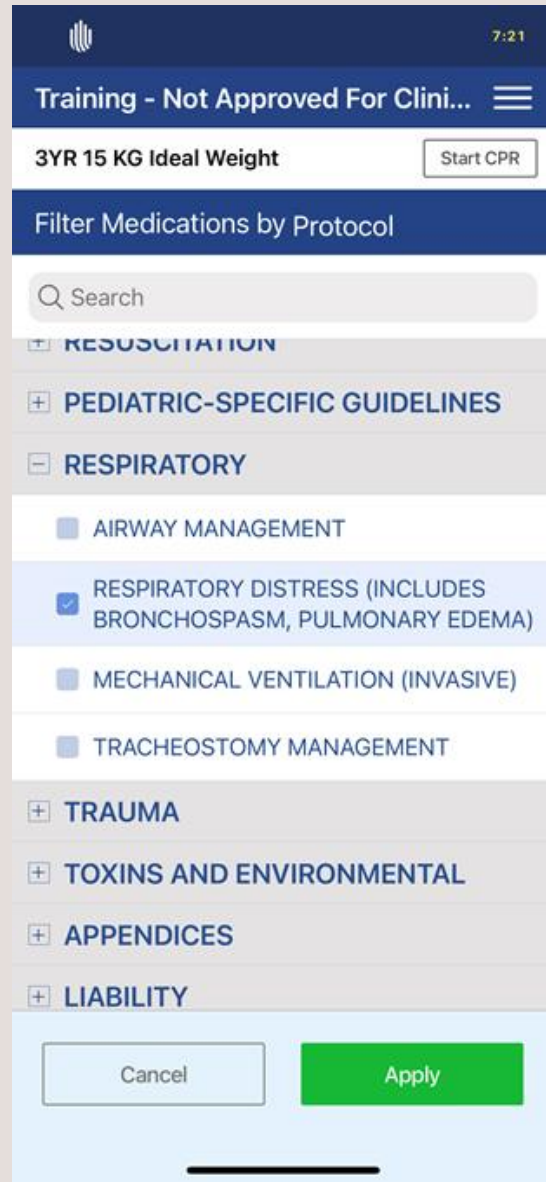 7:21
Training - Not Approved For Clini...
3YR 15 KG Ideal Weight
Start CPR
Filter Medications by Protocol
Search
RESUSCITATION
PEDIATRIC-SPECIFIC GUIDELINES
RESPIRATORY
AIRWAY MANAGEMENT
RESPIRATORY DISTRESS (INCLUDES
BRONCHOSPASM, PULMONARY EDEMA)
MECHANICAL VENTILATION (INVASIVE)
TRACHEOSTOMY MANAGEMENT
TRAUMA
TOXINS AND ENVIRONMENTAL
APPENDICES
LIABILITY
Cancel
Apply